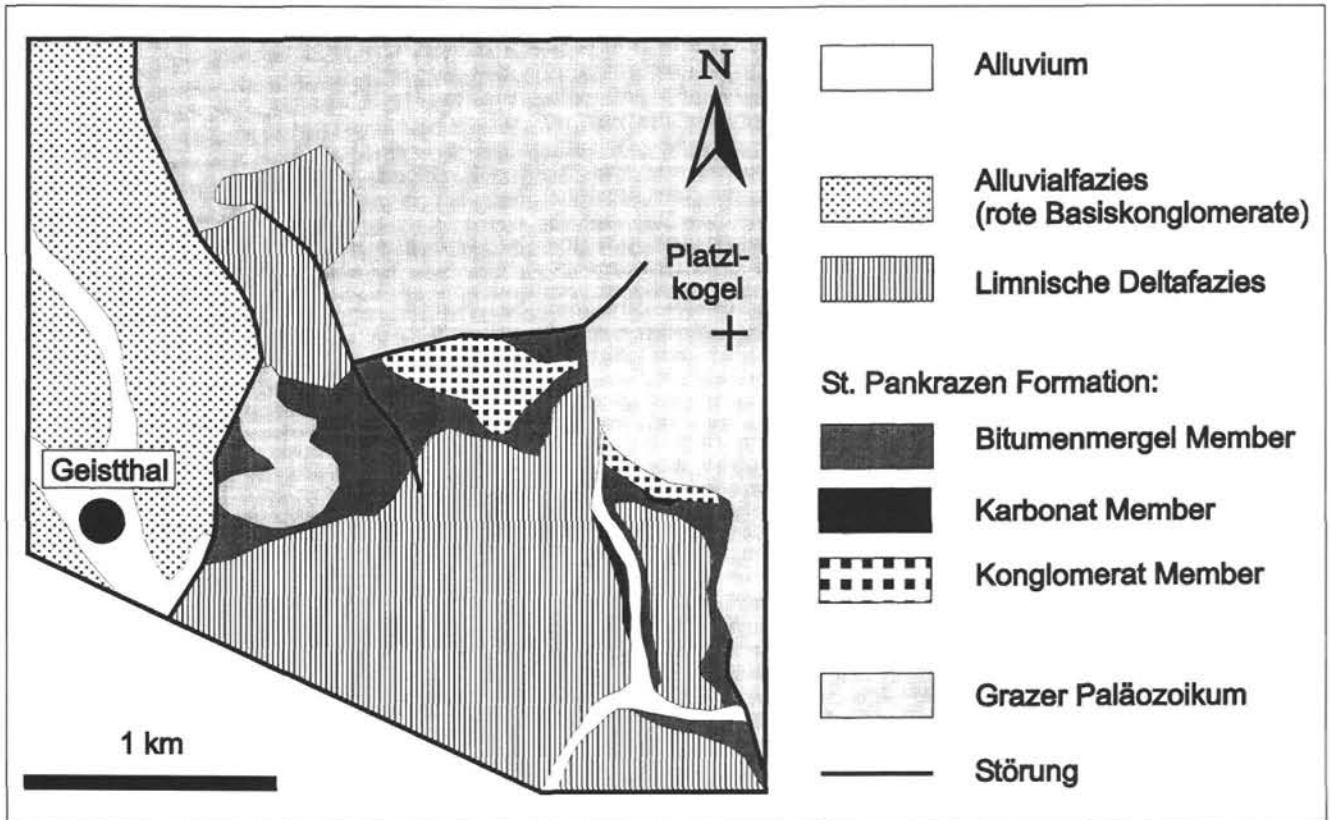 N
Platzl-
kogel
Geistthal
1 km
Alluvium
Alluvialfazies
(rote Basiskonglomerate)
Limnische Deltafazies
St. Pankrazen Formation:
Bitumenmergel Member
Karbonat Member
Konglomerat Member
Grazer Paläozoikum
Störung